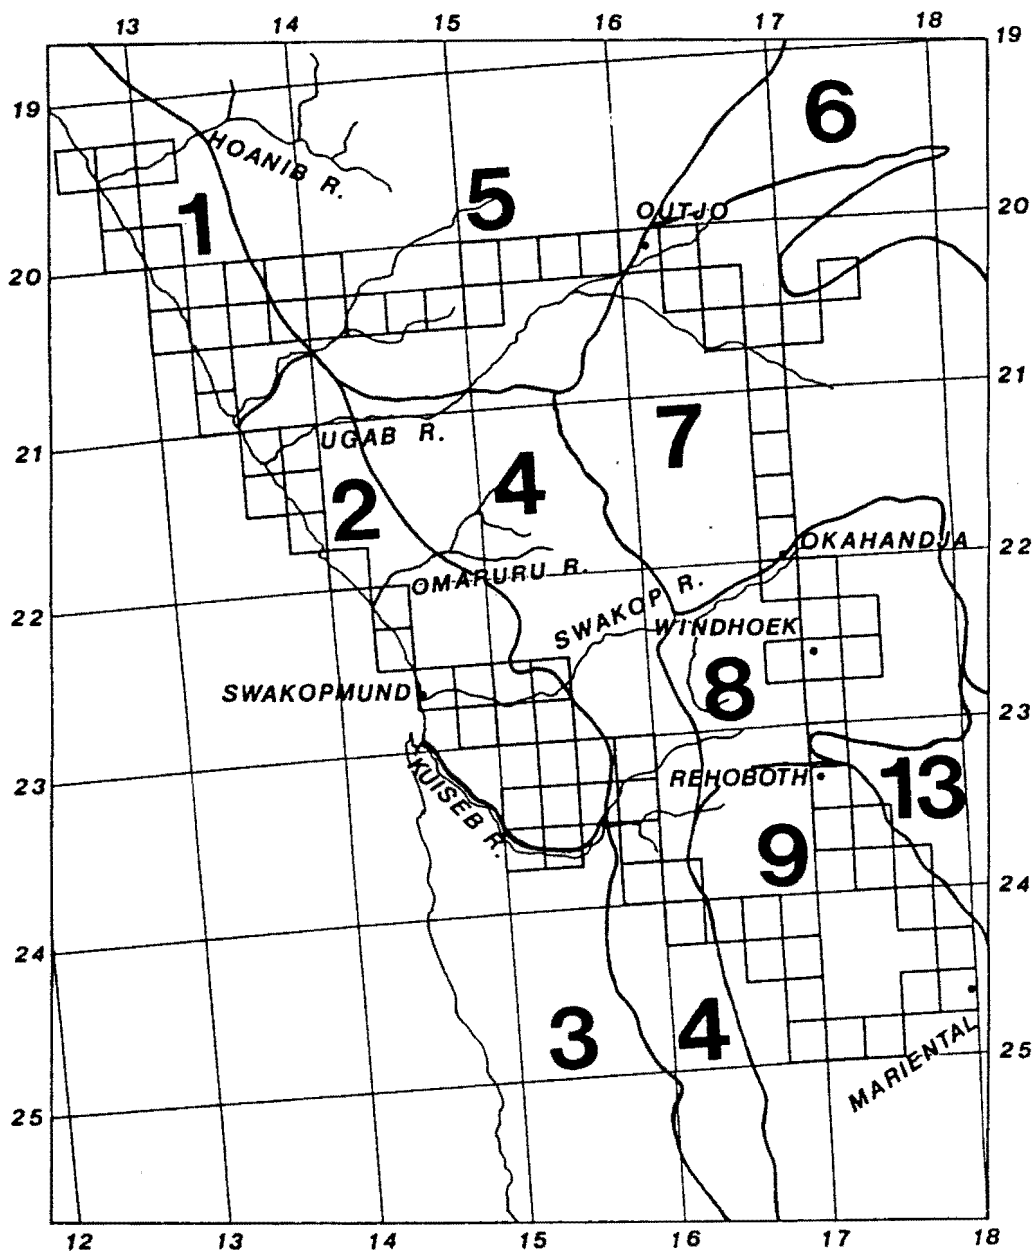 13 14 15 16 17 18
19
19
6
HOANIB R.
5
1
OUTJO
20
20
21
7
UGAB R.
21
4
2
OKAHANDJA
22
OMARURU R.
SWAKOP R.
22
WINDHOEK
SWAKOPMUND
8
23
KUISEB R.
REHOBOTH
13
23
9
24
24
3
4
25
MARIENTAL
25
12 13 14 15 16 17 18